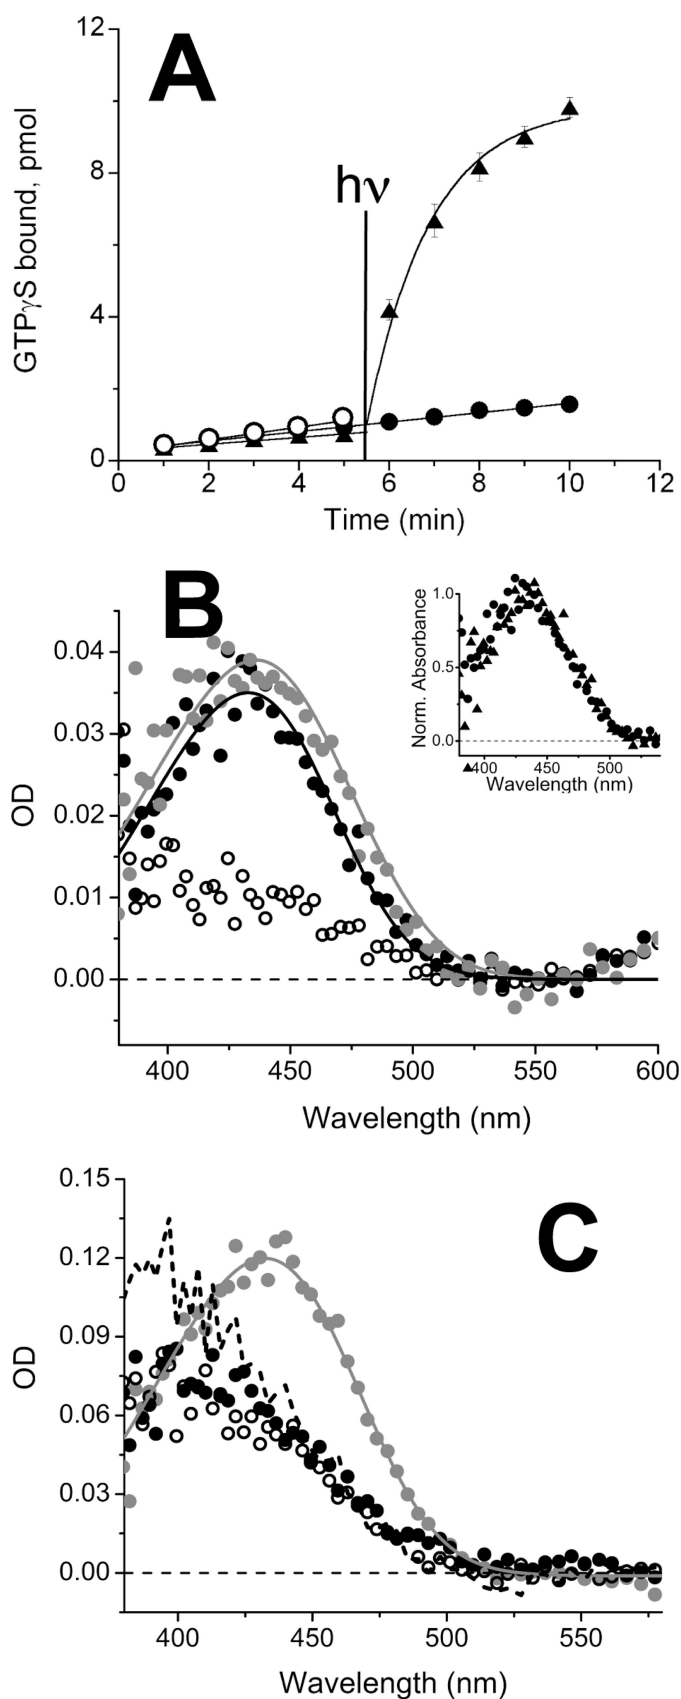 A
12
8
4
0
GTPγS bound, pmol
hν
0 2 4 6 8 10 12
Time (min)
B
0.04
0.03
0.02
0.01
0.00
OD
400 450 500 550 600
Wavelength (nm)
1.0
0.5
0.0
Norm. Absorbance
400 450 500
Wavelength (nm)
C
0.15
0.12
0.09
0.06
0.03
0.00
OD
400 450 500 550
Wavelength (nm)